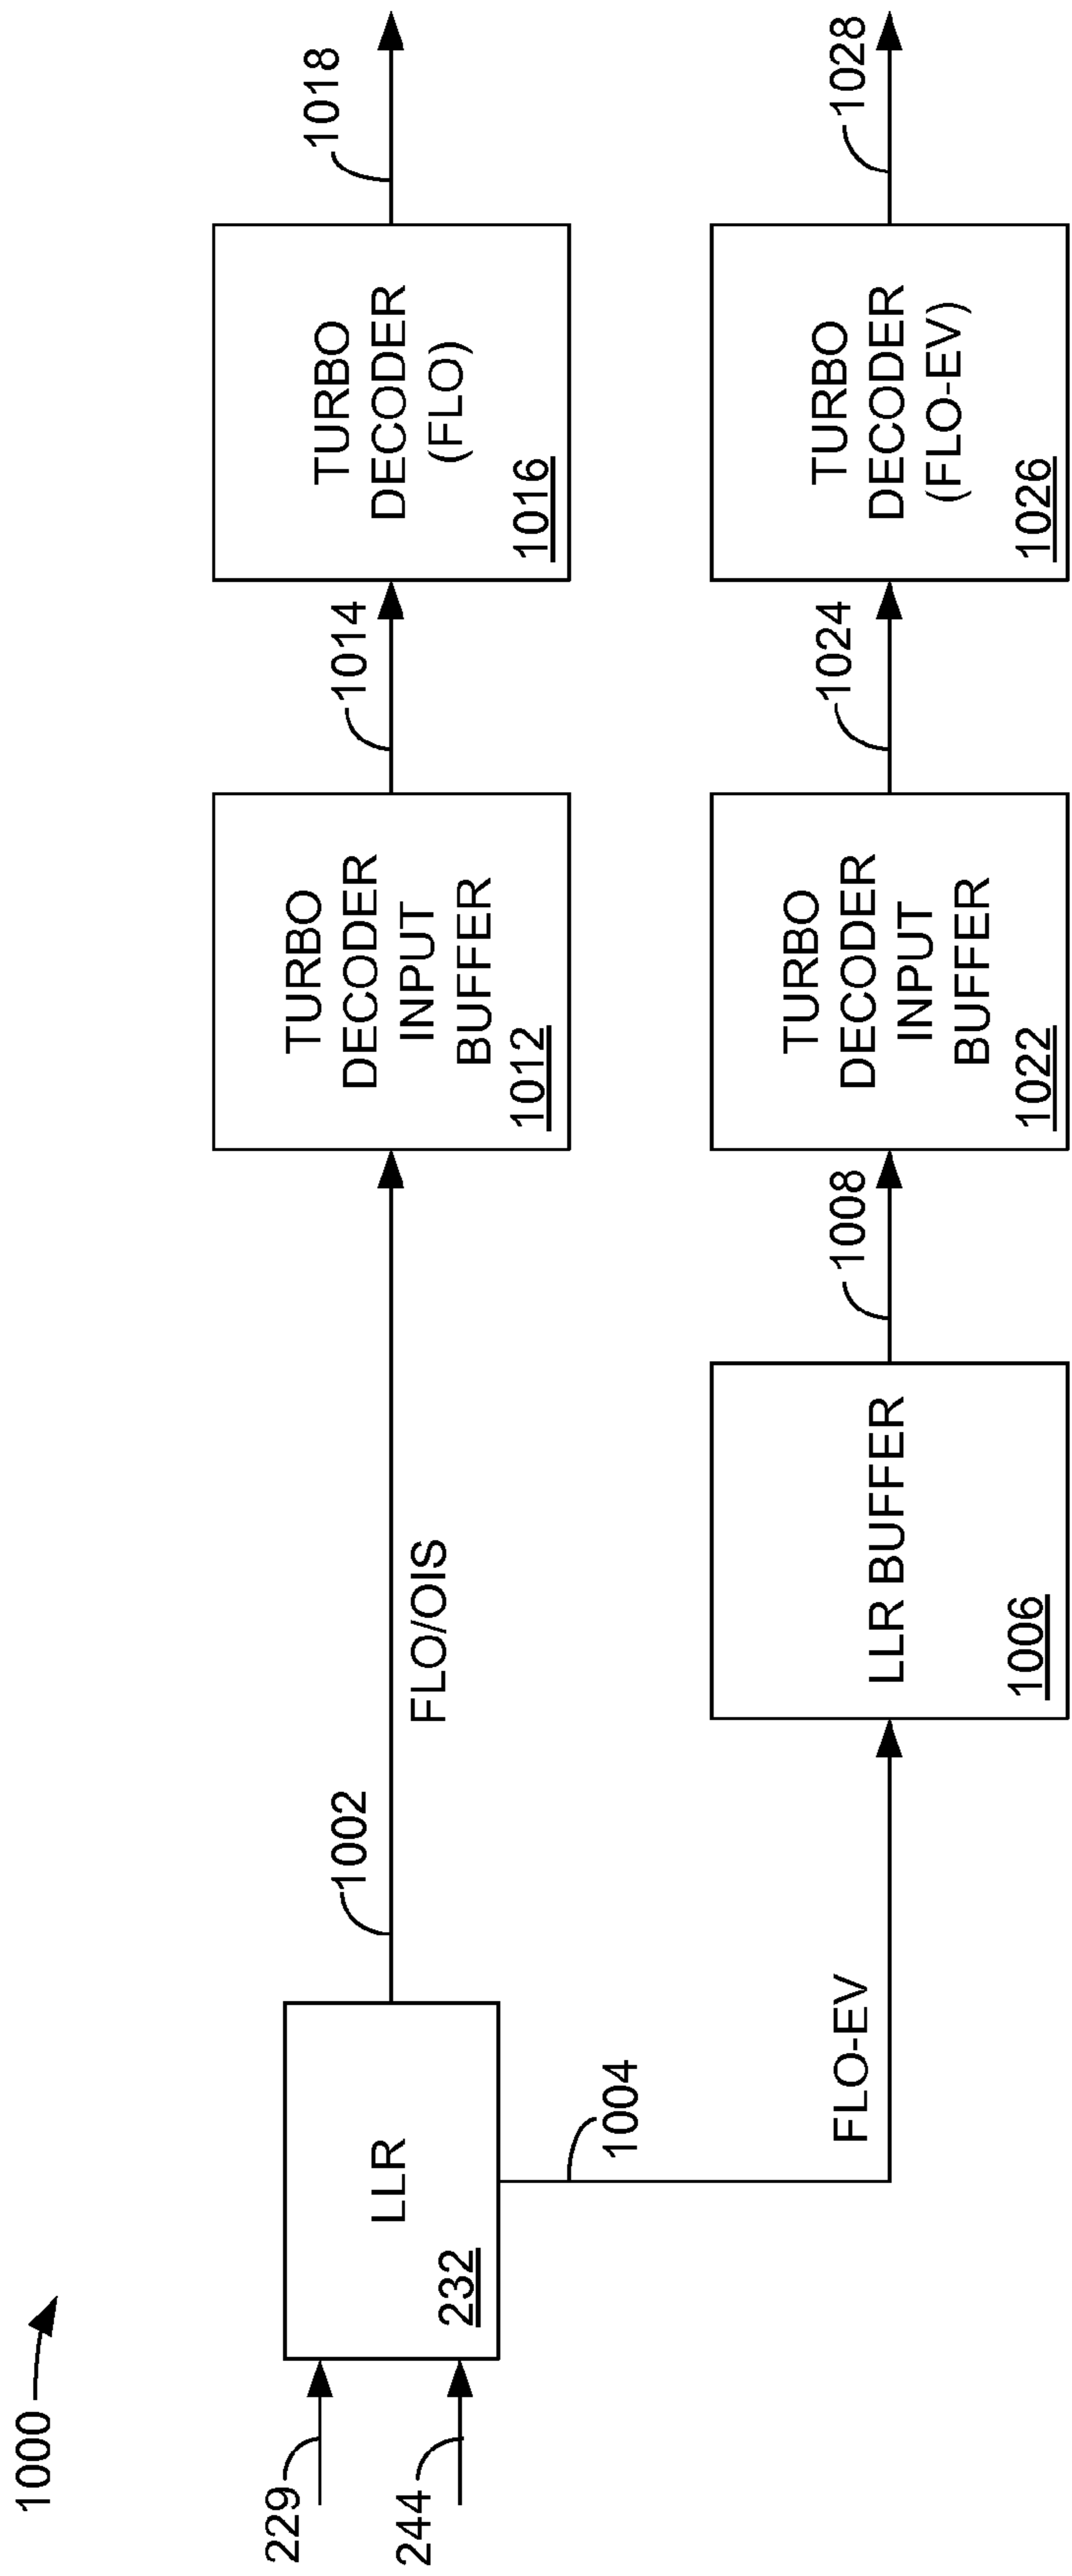 1000
229
244
LLR
232
1002
FLO/OIS
1004
FLO-EV
TURBO
DECODER
INPUT
BUFFER
1012
1014
TURBO
DECODER
(FLO)
1016
1018
LLR BUFFER
1006
1008
TURBO
DECODER
INPUT
BUFFER
1022
1024
TURBO
DECODER
(FLO-EV)
1026
1028